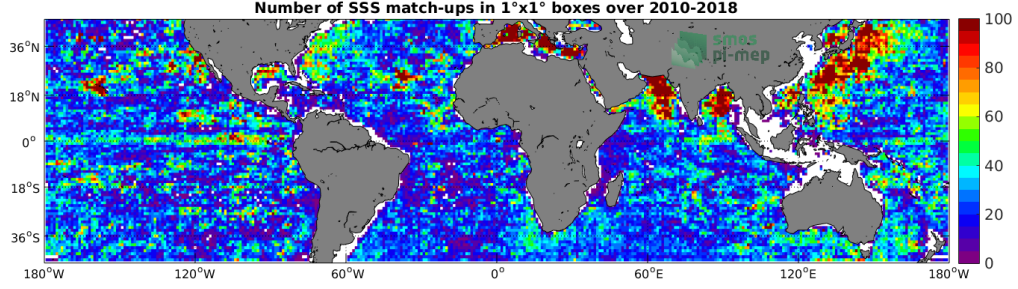 Number of SSS match-ups in 1°x1° boxes over 2010-2018
smos
pi-mep
36°N
18°N
0°
18°S
36°S
180°W 120°W 60°W 0° 60°E 120°E 180°W
100
80
60
40
20
0